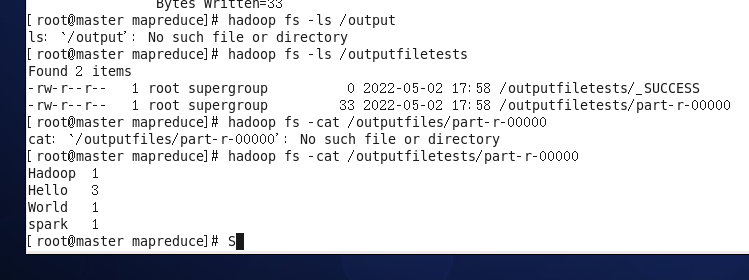 Bytes Written=33
[root@master mapreduce]# hadoop fs -ls /output
ls: `/output': No such file or directory
[root@master mapreduce]# hadoop fs -ls /outputfiletests
Found 2 items
-rw-r--r--   1 root supergroup          0 2022-05-02 17:58 /outputfiletests/_SUCCESS
-rw-r--r--   1 root supergroup         33 2022-05-02 17:58 /outputfiletests/part-r-00000
[root@master mapreduce]# hadoop fs -cat /outputfiles/part-r-00000
cat: `/outputfiles/part-r-00000': No such file or directory
[root@master mapreduce]# hadoop fs -cat /outputfiletests/part-r-00000
Hadoop  1
Hello   3
World   1
spark   1
[root@master mapreduce]# S